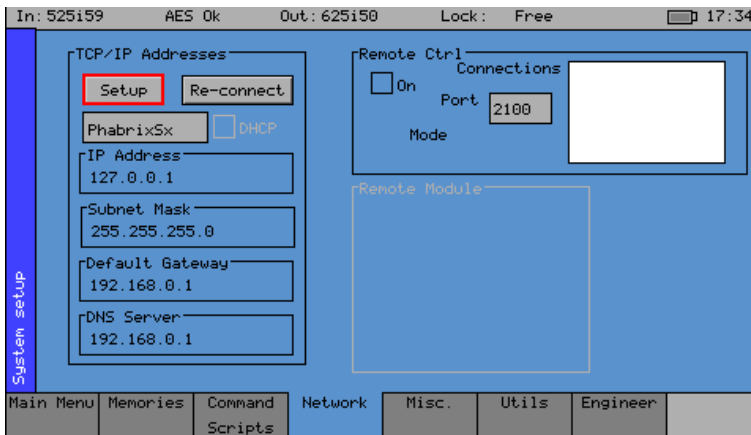 In:525i59 AES Ok Out:625i50 Lock: Free 17:34
TCP/IP Addresses
Setup Re-connect
PhabrixSx DHCP
IP Address
127.0.0.1
Subnet Mask
255.255.255.0
Default Gateway
192.168.0.1
DNS Server
192.168.0.1
Remote Ctrl
Connections
On
Port 2100
Mode
Remote Module
System setup
Main Menu Memories Command Scripts Network Misc. Utils Engineer